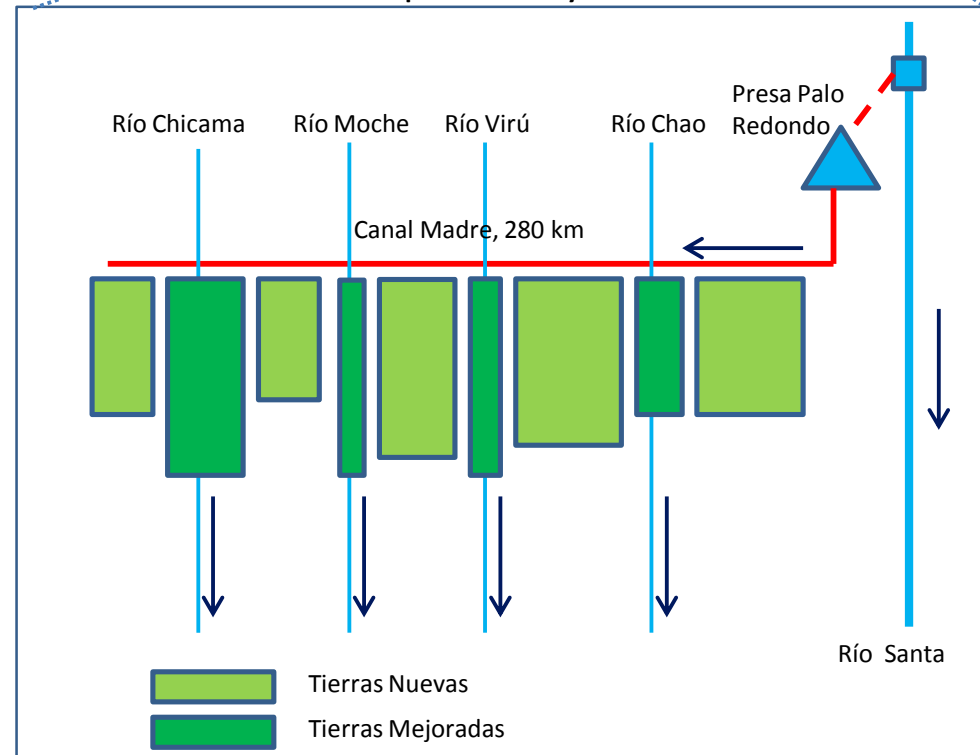 Presa Palo
Redondo
Río Chicama
Río Moche
Río Virú
Río Chao
Canal Madre, 280 km
Río Santa
Tierras Nuevas
Tierras Mejoradas